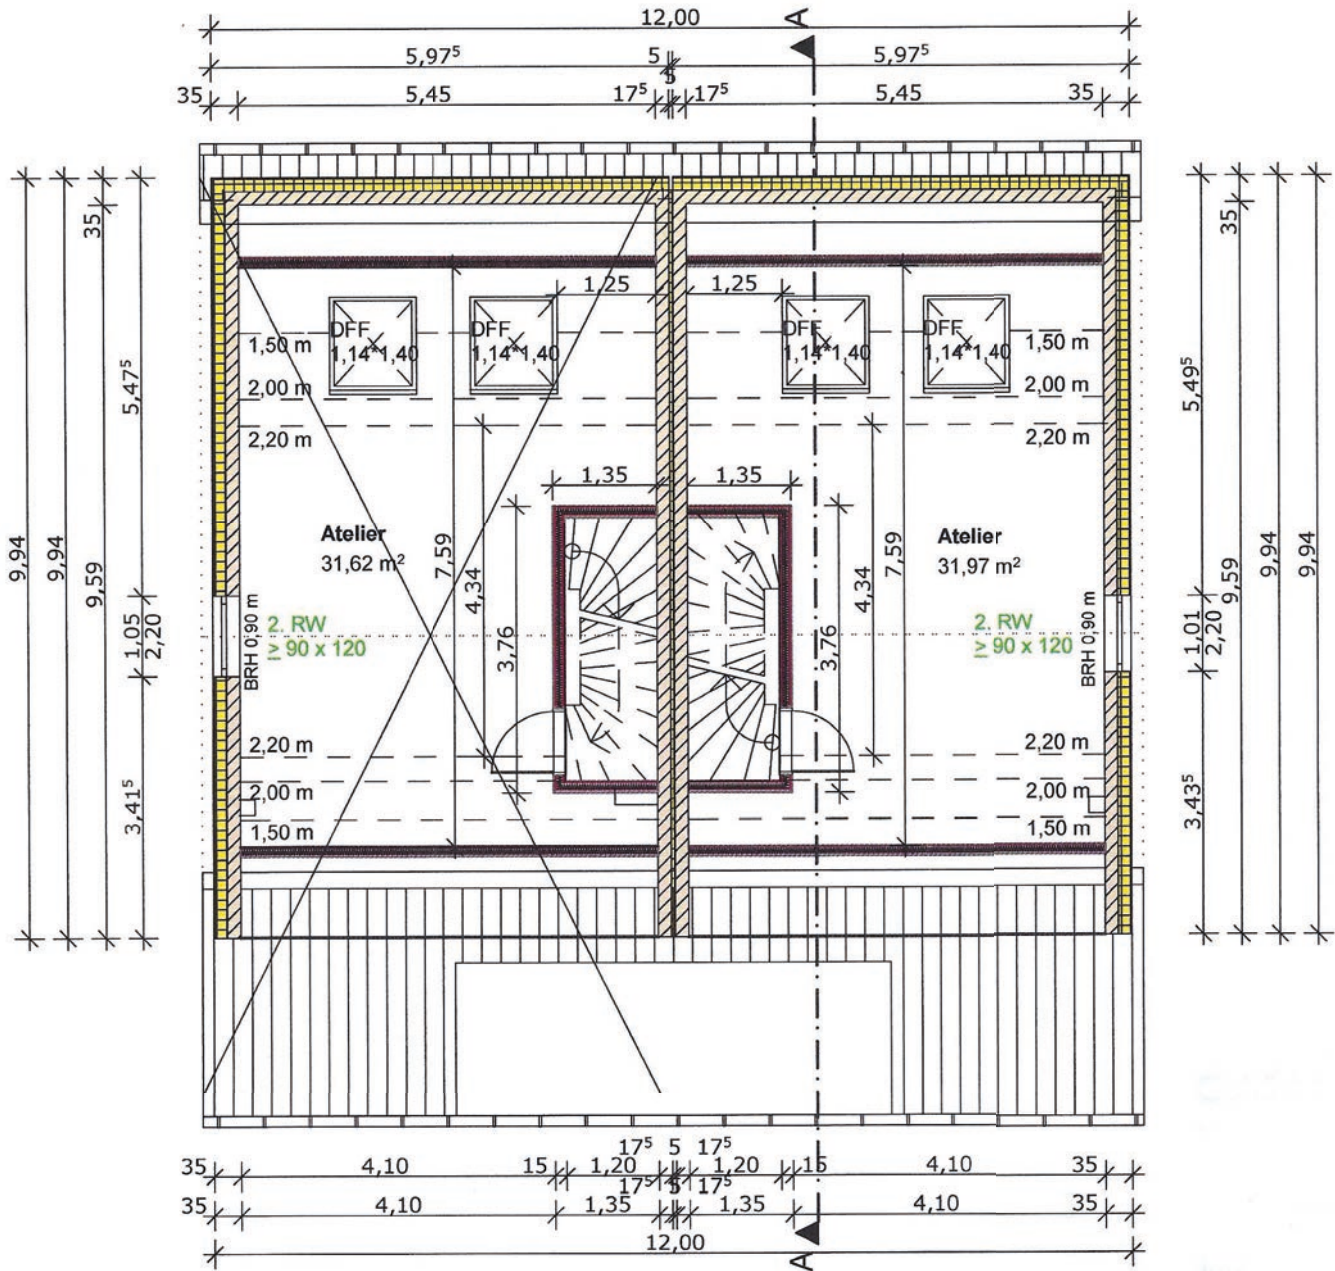 12,00
A
5,97⁵
5
5,97⁵
5
35
5,45
17⁵
17⁵
5,45
35
35
35
1,25
1,25
DFF
1,14*1,40
DFF
1,14*1,40
DFF
1,14*1,40
DFF
1,14*1,40
1,50 m
1,50 m
2,00 m
2,00 m
2,20 m
2,20 m
5,47⁵
5,49⁵
1,35
1,35
Atelier
31,62 m²
Atelier
31,97 m²
9,94
9,94
9,59
7,59
4,34
3,76
3,76
4,34
7,59
9,59
9,94
9,94
1,05
2,20
BRH 0,90 m
2. RW
≥ 90 x 120
2. RW
≥ 90 x 120
BRH 0,90 m
1,01
2,20
2,20 m
2,20 m
2,00 m
2,00 m
1,50 m
1,50 m
3,41⁵
3,43⁵
17⁵ 5 17⁵
35
4,10
15
1,20
1,20
15
4,10
35
17⁵ 5 17⁵
35
4,10
1,35
1,35
4,10
35
12,00
A